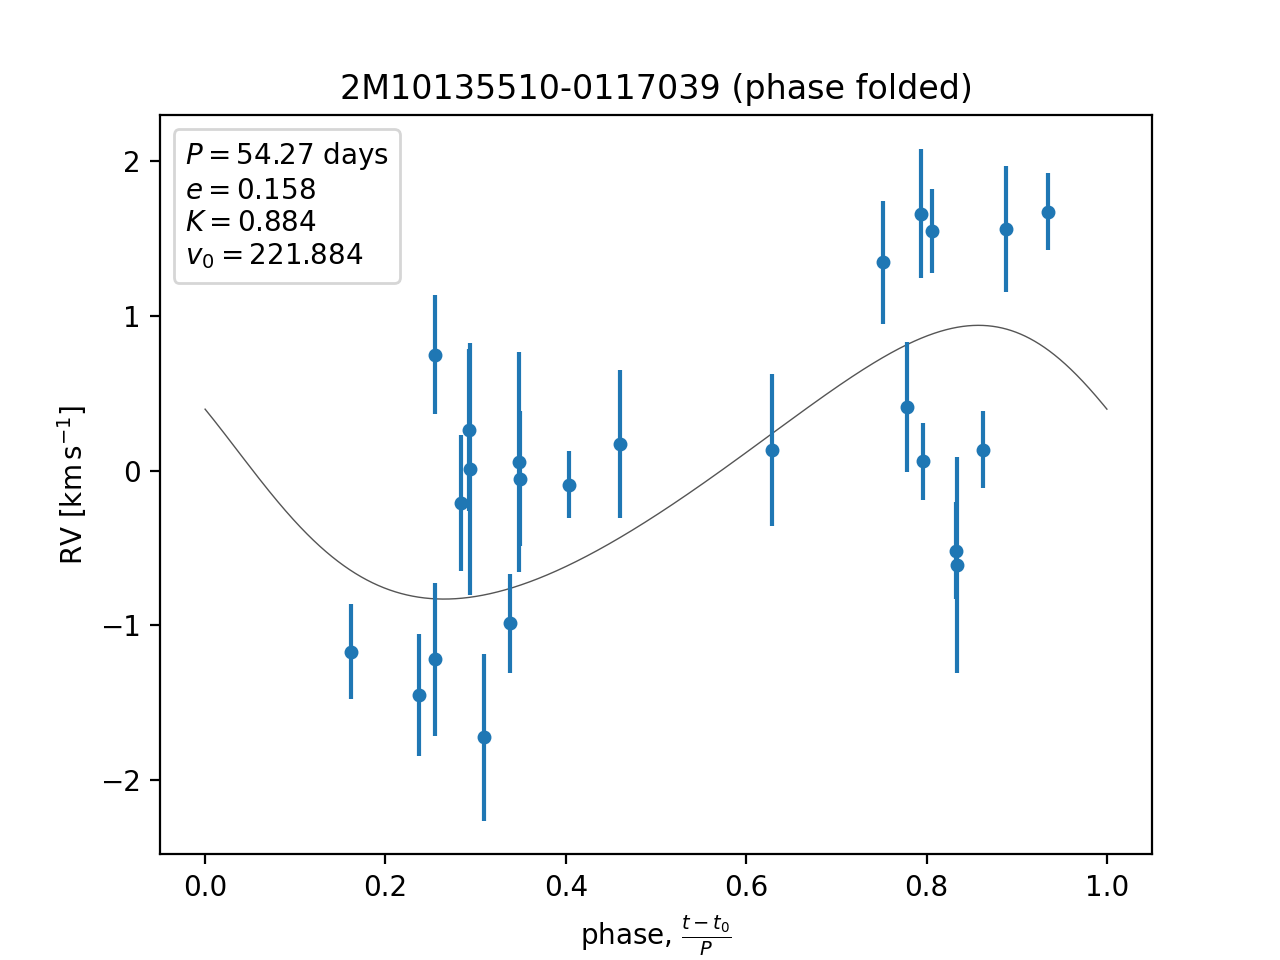 2M10135510-0117039 (phase folded)
P = 54.27 days
e = 0.158
K = 0.884
v₀ = 221.884
RV [km s⁻¹]
2
1
0
−1
−2
0.0 0.2 0.4 0.6 0.8 1.0
phase, (t − t₀)/P